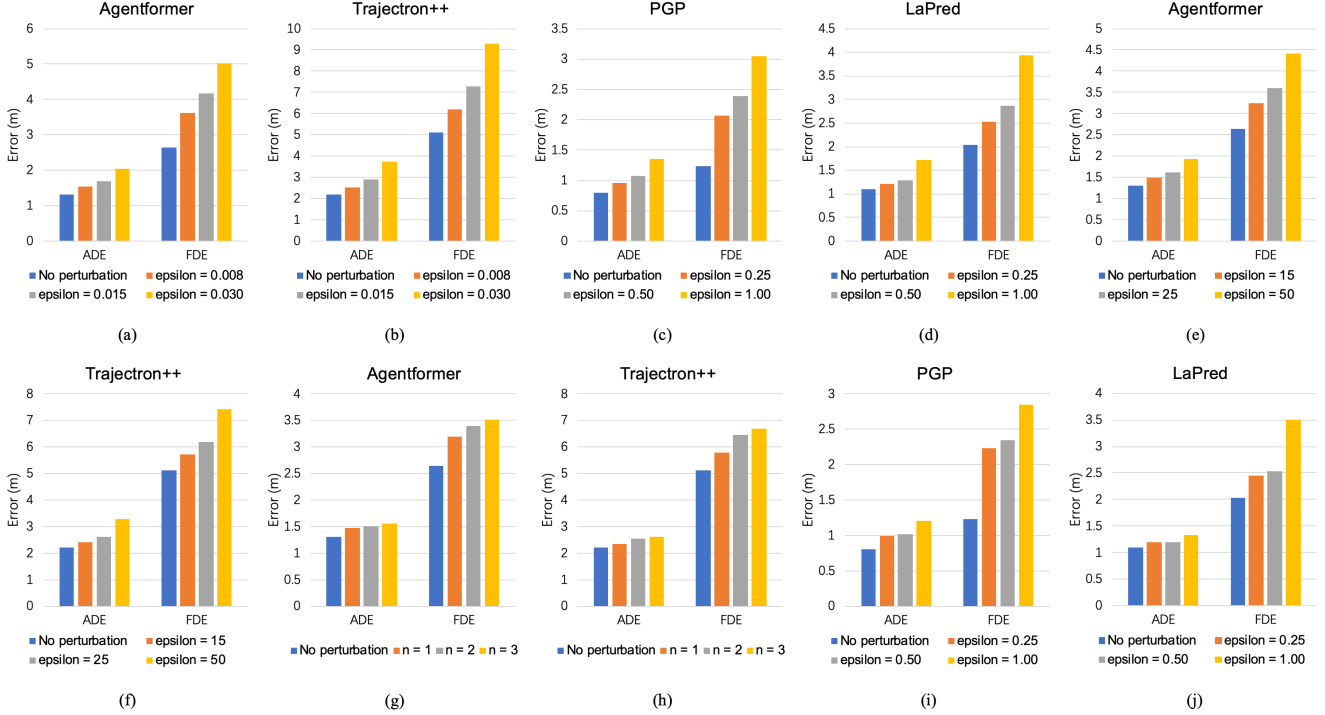 Agentformer
Error (m)
6
5
4
3
2
1
0
ADE FDE
No perturbation epsilon = 0.008
epsilon = 0.015 epsilon = 0.030
(a)
Trajectron++
Error (m)
10
9
8
7
6
5
4
3
2
1
0
ADE FDE
No perturbation epsilon = 0.008
epsilon = 0.015 epsilon = 0.030
(b)
PGP
Error (m)
3.5
3
2.5
2
1.5
1
0.5
0
ADE FDE
No perturbation epsilon = 0.25
epsilon = 0.50 epsilon = 1.00
(c)
LaPred
Error (m)
4.5
4
3.5
3
2.5
2
1.5
1
0.5
0
ADE FDE
No perturbation epsilon = 0.25
epsilon = 0.50 epsilon = 1.00
(d)
Agentformer
Error (m)
5
4.5
4
3.5
3
2.5
2
1.5
1
0.5
0
ADE FDE
No perturbation epsilon = 15
epsilon = 25 epsilon = 50
(e)
Trajectron++
Error (m)
8
7
6
5
4
3
2
1
0
ADE FDE
No perturbation epsilon = 15
epsilon = 25 epsilon = 50
(f)
Agentformer
Error (m)
4
3.5
3
2.5
2
1.5
1
0.5
0
ADE FDE
No perturbation n = 1 n = 2 n = 3
(g)
Trajectron++
Error (m)
8
7
6
5
4
3
2
1
0
ADE FDE
No perturbation n = 1 n = 2 n = 3
(h)
PGP
Error (m)
3
2.5
2
1.5
1
0.5
0
ADE FDE
No perturbation epsilon = 0.25
epsilon = 0.50 epsilon = 1.00
(i)
LaPred
Error (m)
4
3.5
3
2.5
2
1.5
1
0.5
0
ADE FDE
No perturbation epsilon = 0.25
epsilon = 0.50 epsilon = 1.00
(j)